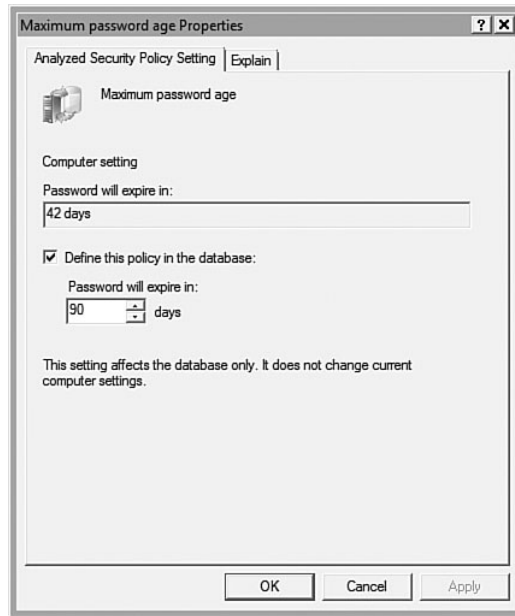 Maximum password age Properties
Analyzed Security Policy Setting
Explain
Maximum password age
Computer setting
Password will expire in:
42 days
Define this policy in the database:
Password will expire in:
90 days
This setting affects the database only. It does not change current
computer settings.
OK Cancel Apply